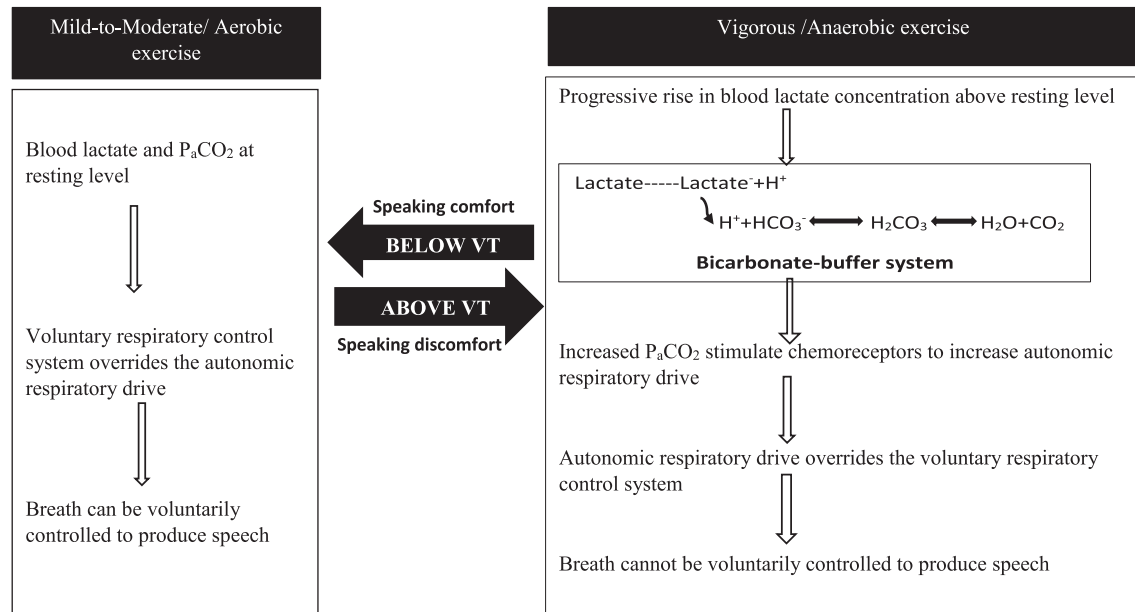 Mild-to-Moderate/ Aerobic
exercise
Blood lactate and PₐCO₂ at
resting level
Voluntary respiratory control
system overrides the autonomic
respiratory drive
Breath can be voluntarily
controlled to produce speech
Speaking comfort
BELOW VT
ABOVE VT
Speaking discomfort
Vigorous /Anaerobic exercise
Progressive rise in blood lactate concentration above resting level
Lactate-----Lactate⁻+H⁺
H⁺+HCO₃⁻ ⟷ H₂CO₃ ⟷ H₂O+CO₂
Bicarbonate-buffer system
Increased PₐCO₂ stimulate chemoreceptors to increase autonomic
respiratory drive
Autonomic respiratory drive overrides the voluntary respiratory
control system
Breath cannot be voluntarily controlled to produce speech